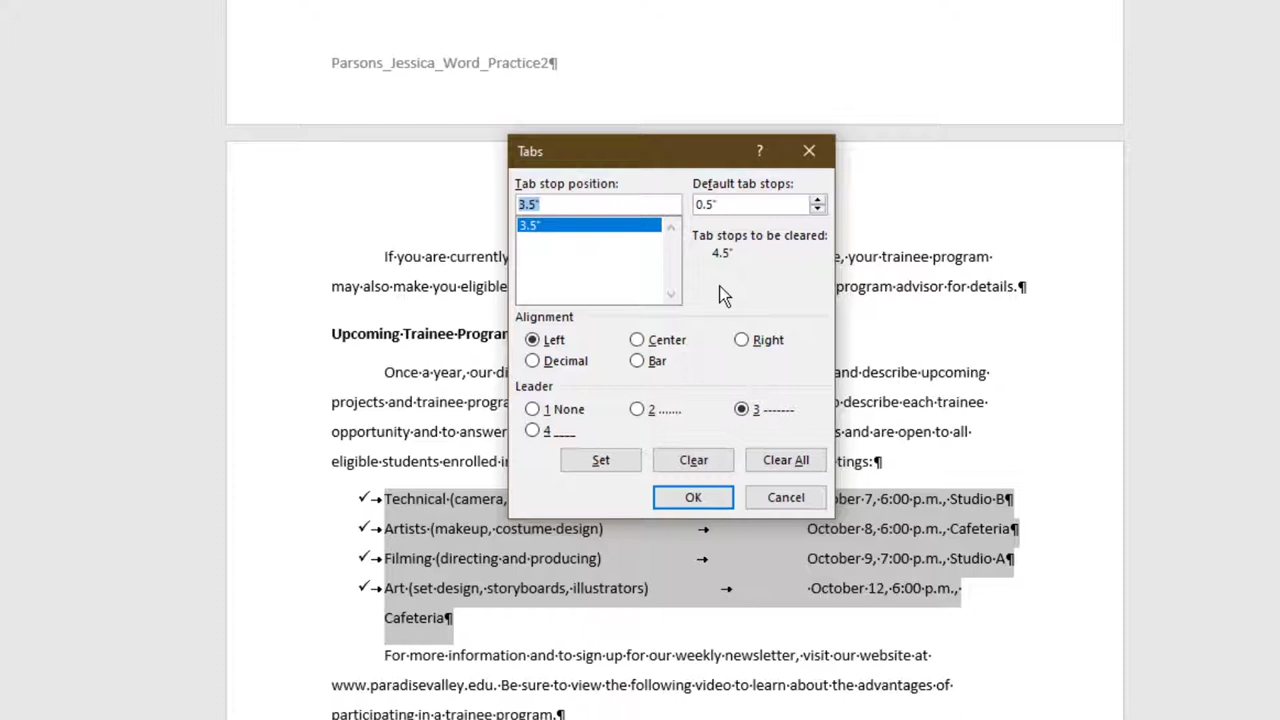 Parsons_Jessica_Word_Practice2¶
Tabs ?
Tab stop position:
Default tab stops:
3.5"
0.5"
3.5"
Tab stops to be cleared:
4.5"
If·you·are·currently
e,·your·trainee·program·
may·also·make·you·eligible
program·advisor·for·details.¶
Alignment
Left Center Right
Upcoming·Trainee·Progra
Decimal Bar
Once·a·year,·our·di
and·describe·upcoming·
Leader
projects·and·trainee·progr
o·describe·each·trainee·
1 None 2 ....... 3 -------
opportunity·and·to·answer
s·and·are·open·to·all·
4 ____
eligible·students·enrolled·i
etings:¶
Set Clear Clear All
OK Cancel
✓→Technical·(camera,
ober·7,·6:00·p.m.,·Studio·B¶
✓→Artists·(makeup,·costume·design) → October·8,·6:00·p.m.,·Cafeteria¶
✓→Filming·(directing·and·producing) → October·9,·7:00·p.m.,·Studio·A¶
✓→Art·(set·design,·storyboards,·illustrators) → ·October·12,·6:00·p.m.,·
Cafeteria¶
For·more·information·and·to·sign·up·for·our·weekly·newsletter,·visit·our·website·at·
www.paradisevalley.edu.·Be·sure·to·view·the·following·video·to·learn·about·the·advantages·of·
participating·in·a·trainee·program.¶